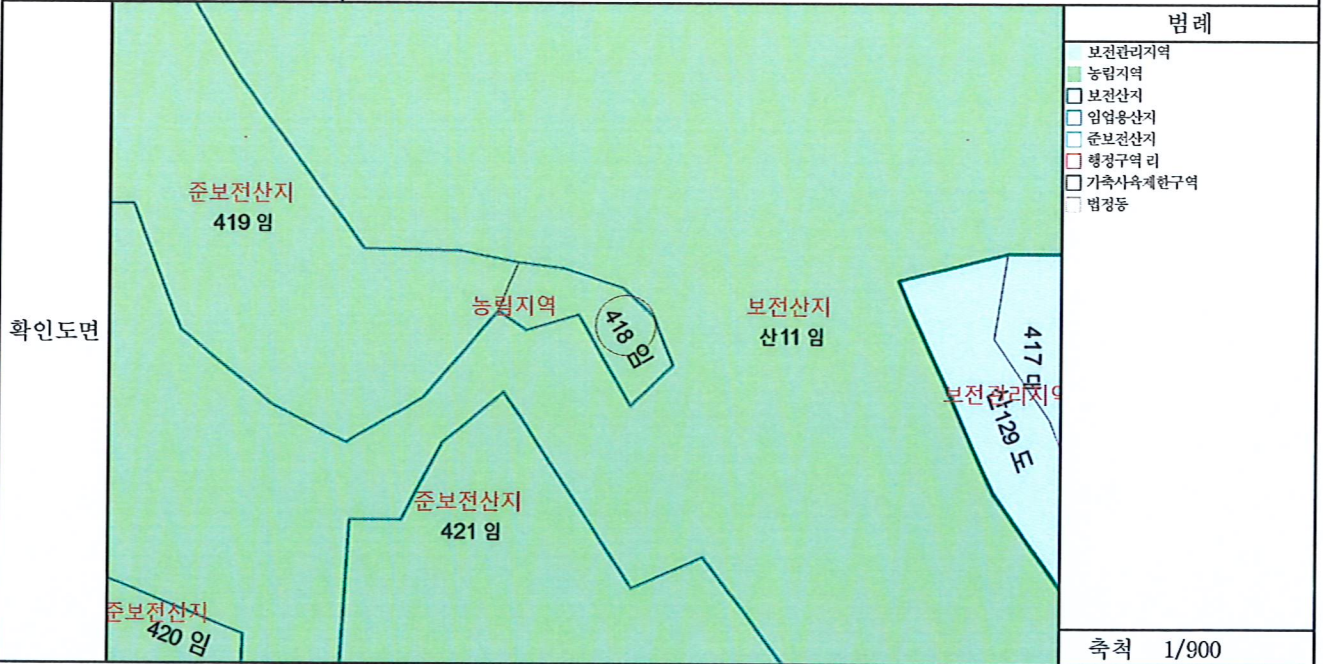 확인도면
준보전산지
419 임
농림지역
418 임
보전산지
산11 임
417 대
보전관리지역
산129 도
준보전산지
421 임
준보전산지
420 임
범례
보전관리지역
농림지역
보전산지
임업용산지
준보전산지
행정구역 리
가축사육제한구역
법정동
축척 1/900